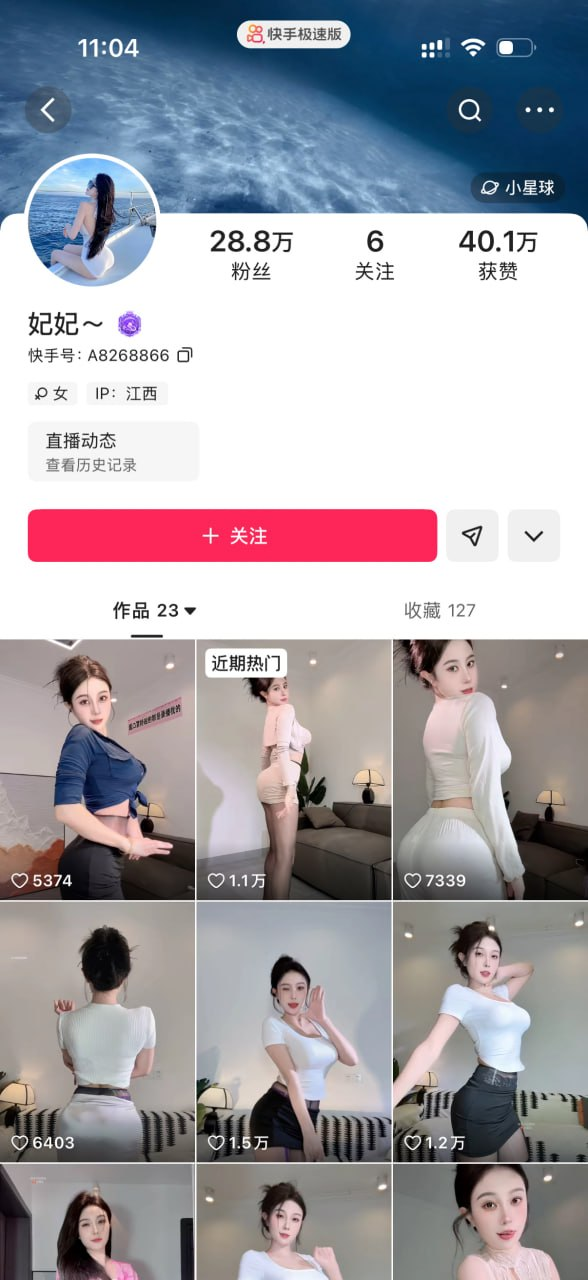 11:04
快手极速版
小星球
28.8万
粉丝
6
关注
40.1万
获赞
妃妃～
快手号: A8268866
女
IP: 江西
直播动态
查看历史记录
＋ 关注
作品 23
收藏 127
近期热门
5374
1.1万
7339
6403
1.5万
1.2万